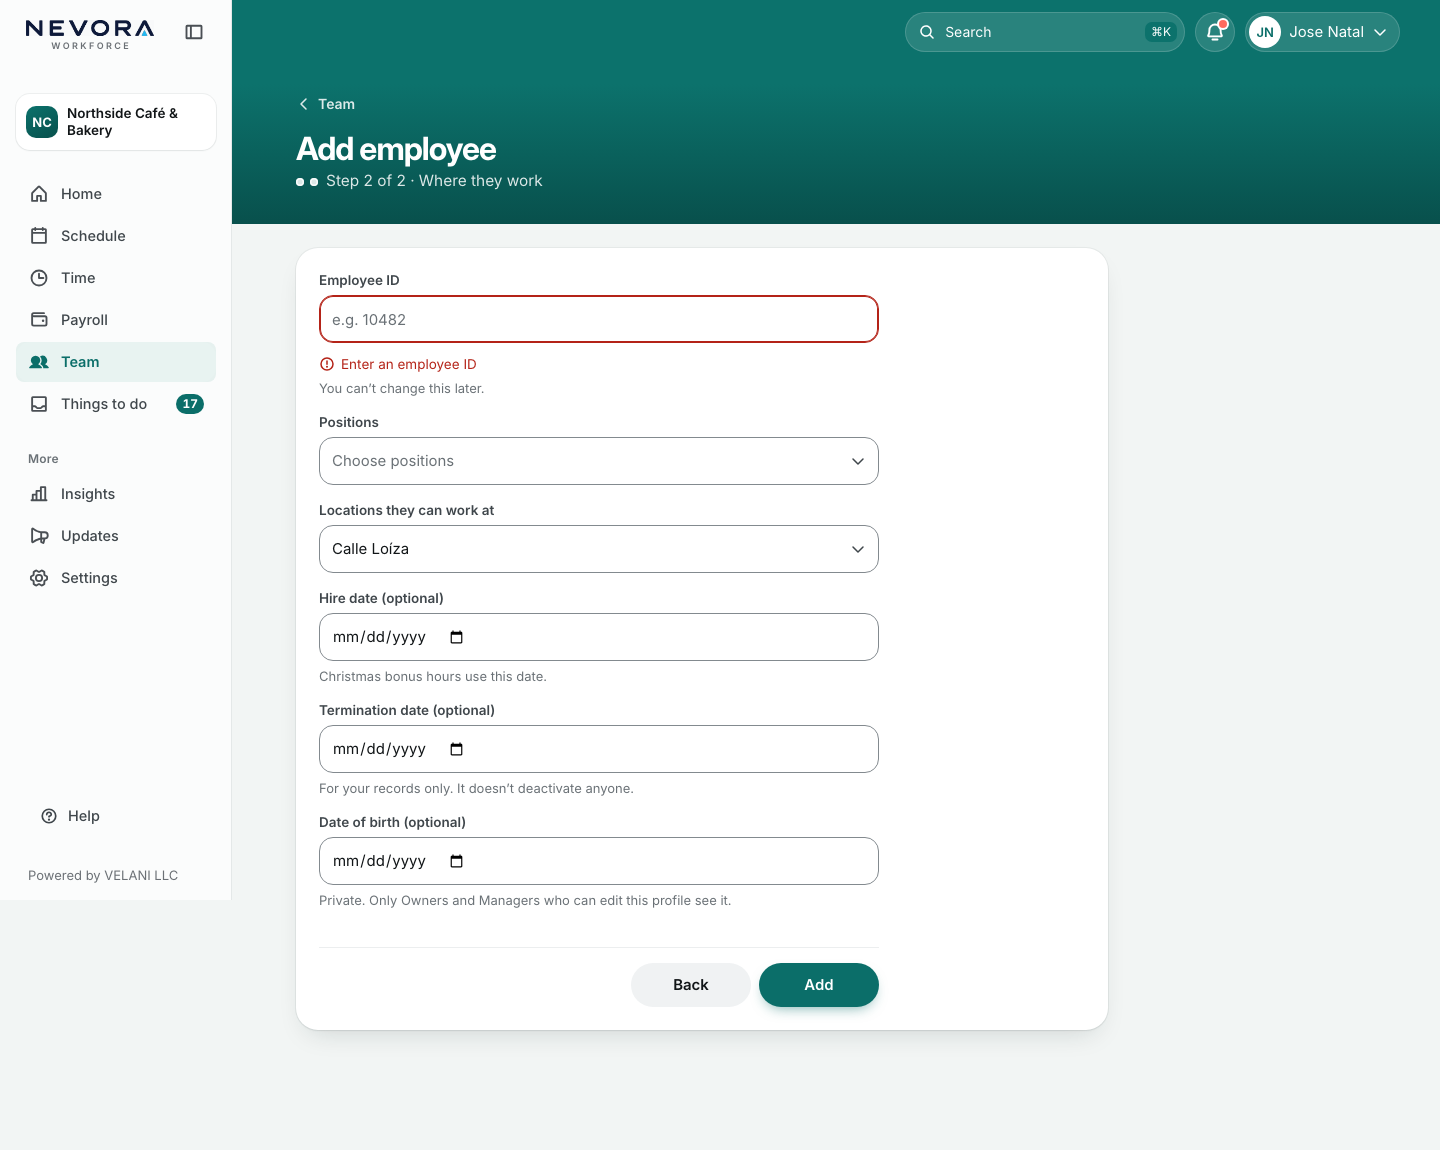 NEVORA
WORKFORCE
Search
⌘K
JN
Jose Natal
NC
Northside Café &
Bakery
Team
Add employee
Step 2 of 2 · Where they work
Home
Schedule
Time
Payroll
Team
Things to do
17
More
Insights
Updates
Settings
Help
Powered by VELANI LLC
Employee ID
e.g. 10482
Enter an employee ID
You can’t change this later.
Positions
Choose positions
Locations they can work at
Calle Loíza
Hire date (optional)
mm/dd/yyyy
Christmas bonus hours use this date.
Termination date (optional)
mm/dd/yyyy
For your records only. It doesn’t deactivate anyone.
Date of birth (optional)
mm/dd/yyyy
Private. Only Owners and Managers who can edit this profile see it.
Back
Add